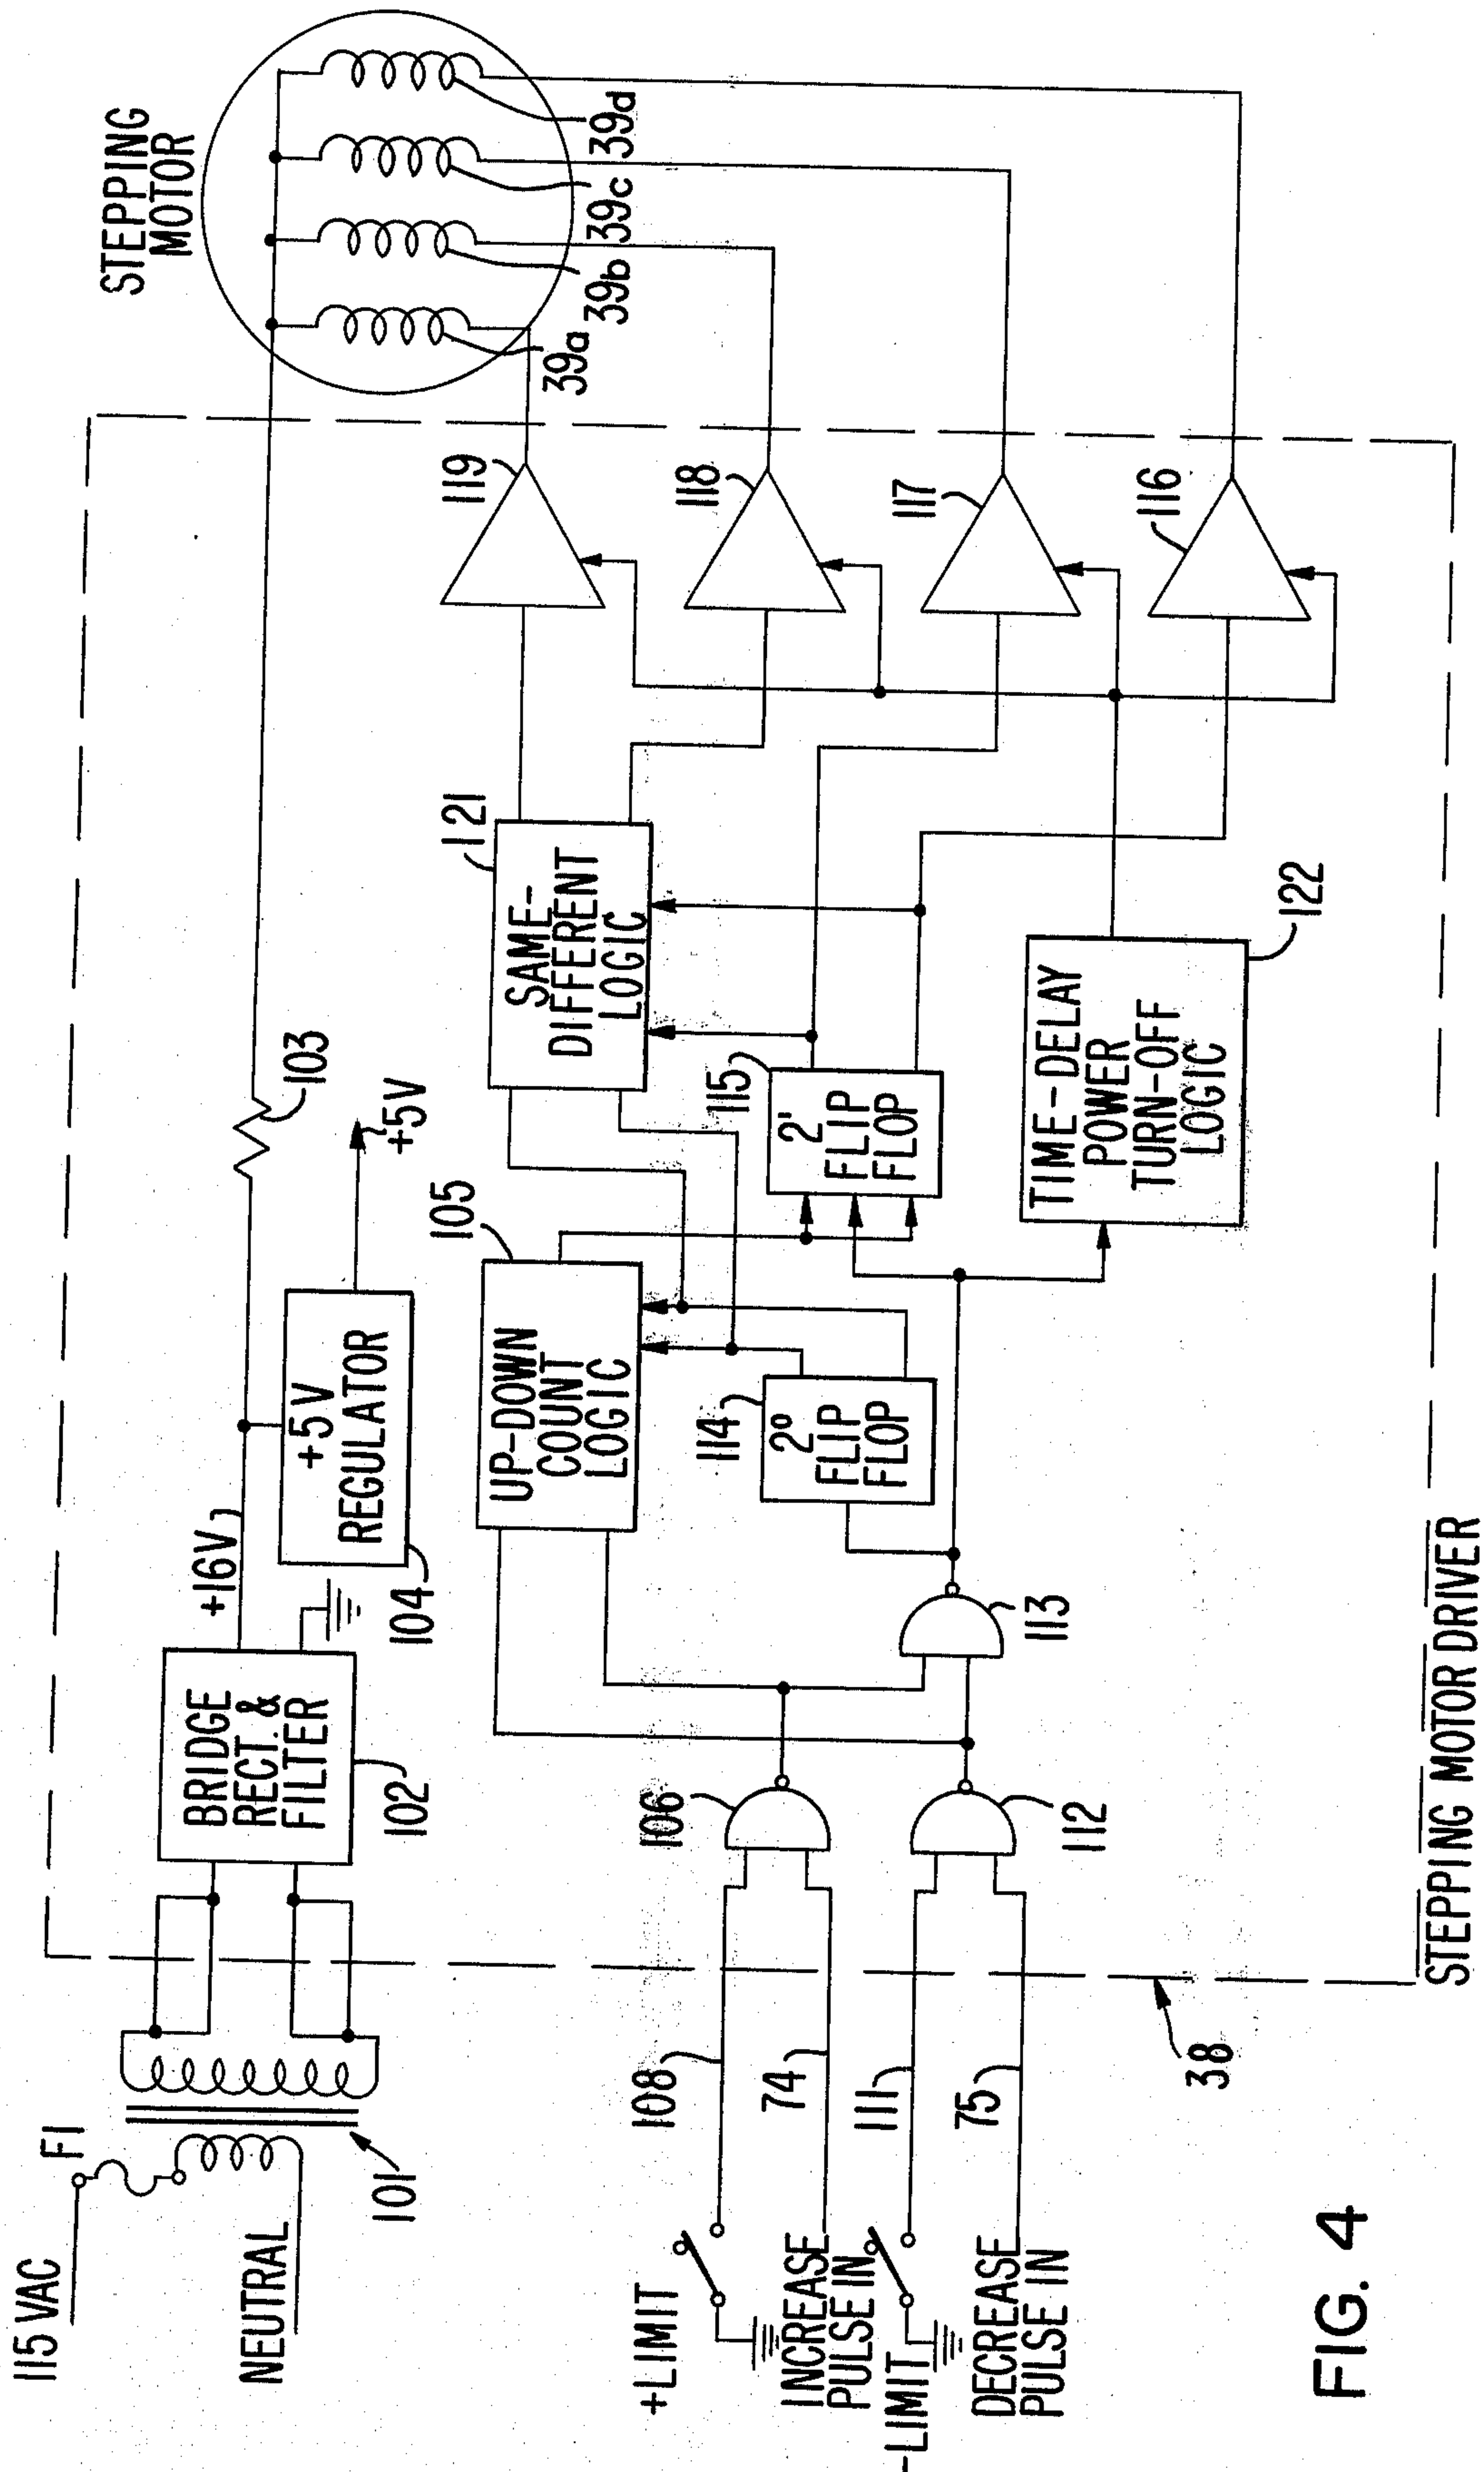 115 VAC
F1
NEUTRAL
101
BRIDGE
RECT. &
FILTER
102
+16V
+5V
REGULATOR
104
103
+5V
STEPPING
MOTOR
39a
39b
39c
39d
+LIMIT
108
INCREASE
PULSE IN
74
-LIMIT
111
DECREASE
PULSE IN
75
106
112
113
UP-DOWN
COUNT
LOGIC
105
114
2⁰
FLIP
FLOP
115
2'
FLIP
FLOP
SAME-
DIFFERENT
LOGIC
121
TIME-DELAY
POWER
TURN-OFF
LOGIC
122
119
118
117
116
38
STEPPING MOTOR DRIVER
FIG. 4